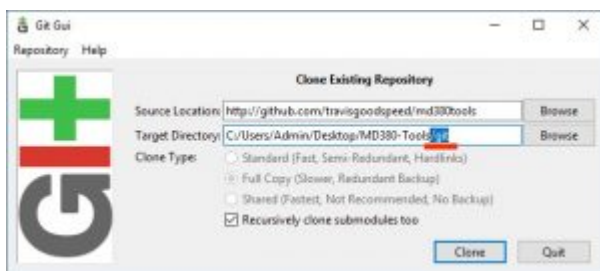 Git Gui
Repository Help
Clone Existing Repository
Source Location: http://github.com/travisgoodspeed/md380tools Browse
Target Directory: C:/Users/Admin/Desktop/MD380-Tools/git Browse
Clone Type: Standard (Fast, Semi-Redundant, Hardlinks)
Full Copy (Slower, Redundant Backup)
Shared (Fastest, Not Recommended, No Backup)
Recursively clone submodules too
Clone Quit
GIT